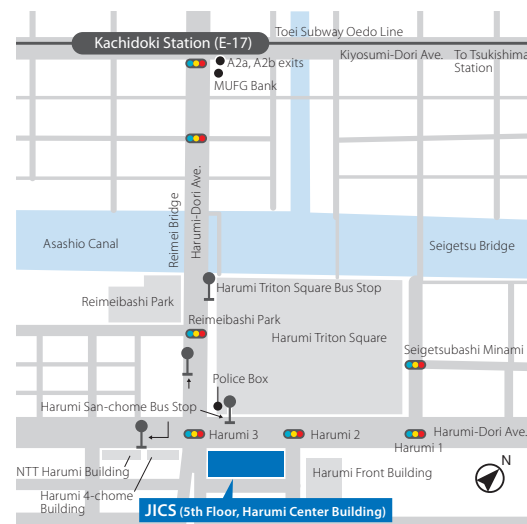 Toei Subway Oedo Line
Kachidoki Station (E-17)
Kiyosumi-Dori Ave.
To Tsukishima
Station
A2a, A2b exits
MUFG Bank
Harumi-Dori Ave.
Reimei Bridge
Asashio Canal
Seigetsu Bridge
Harumi Triton Square Bus Stop
Reimeibashi Park
Reimeibashi Park
Harumi Triton Square
Seigetsubashi Minami
Police Box
Harumi San-chome Bus Stop
Harumi 3
Harumi 2
Harumi-Dori Ave.
Harumi 1
NTT Harumi Building
Harumi Front Building
N
Harumi 4-chome
Building
JICS (5th Floor, Harumi Center Building)